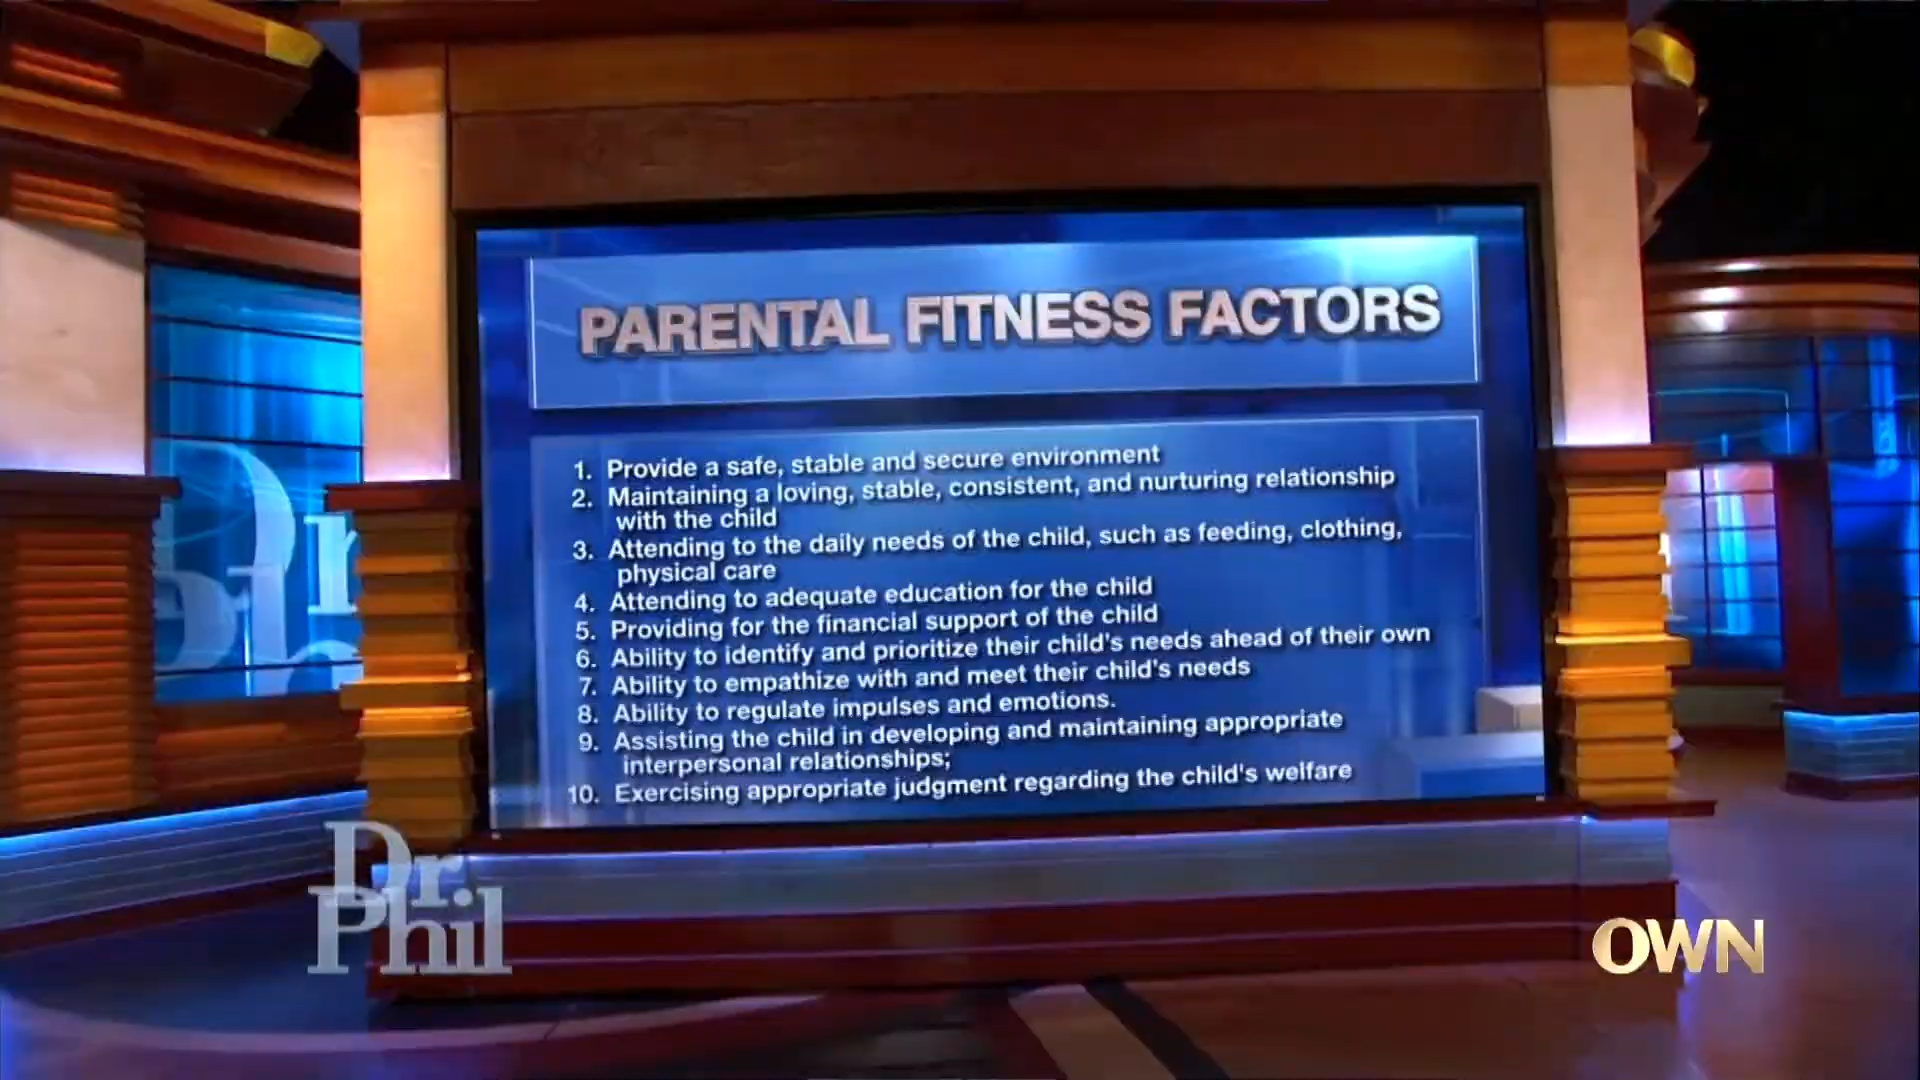 PARENTAL FITNESS FACTORS
1. Provide a safe, stable and secure environment
2. Maintaining a loving, stable, consistent, and nurturing relationship
with the child
3. Attending to the daily needs of the child, such as feeding, clothing,
physical care
4. Attending to adequate education for the child
5. Providing for the financial support of the child
6. Ability to identify and prioritize their child's needs ahead of their own
7. Ability to empathize with and meet their child's needs
8. Ability to regulate impulses and emotions.
9. Assisting the child in developing and maintaining appropriate
interpersonal relationships;
10. Exercising appropriate judgment regarding the child's welfare
Dr.
Phil
OWN